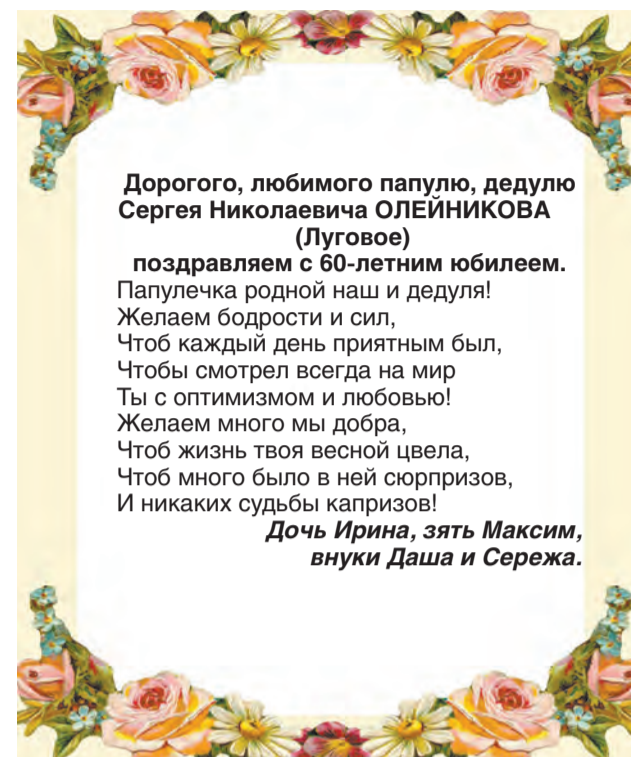 Дорогого, любимого папулю, дедулю
Сергея Николаевича ОЛЕЙНИКОВА
(Луговое)
поздравляем с 60-летним юбилеем.
Папулечка родной наш и дедуля!
Желаем бодрости и сил,
Чтоб каждый день приятным был,
Чтобы смотрел всегда на мир
Ты с оптимизмом и любовью!
Желаем много мы добра,
Чтоб жизнь твоя весной цвела,
Чтоб много было в ней сюрпризов,
И никаких судьбы капризов!
Дочь Ирина, зять Максим,
внуки Даша и Сережа.